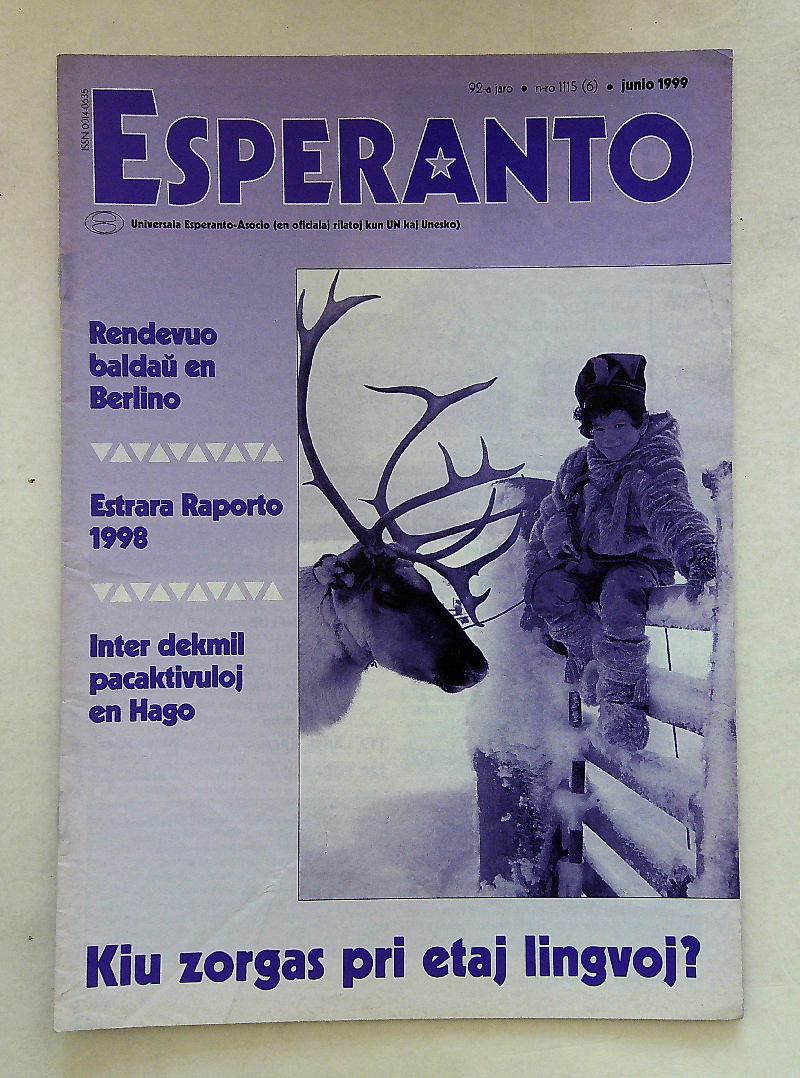 92-a jaro • n-ro 1115 (6) • junio 1999
ISSN 0014-0635
ESPERANTO
Universala Esperanto-Asocio (en oficialaj rilatoj kun UN kaj Unesko)
Rendevuo
baldaŭ en
Berlino
Estrara Raporto
1998
Inter dekmil
pacaktivuloj
en Hago
Kiu zorgas pri etaj lingvoj?